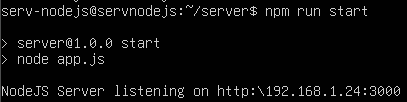 serv-nodejs@servnodejs:~/server$ npm run start
> server@1.0.0 start
> node app.js
NodeJS Server listening on http:\192.168.1.24:3000